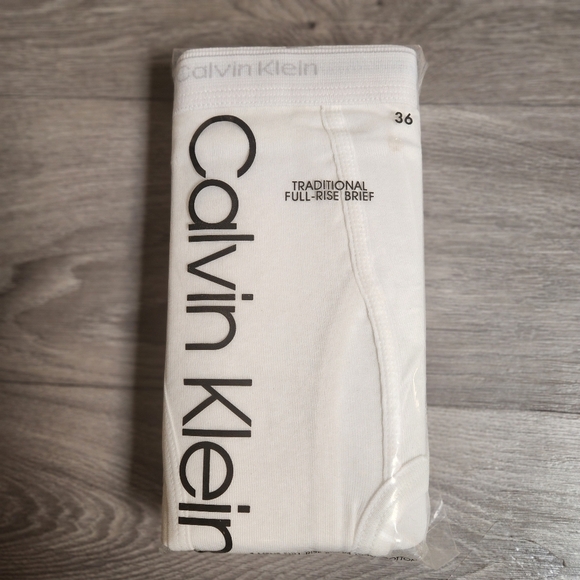 Calvin Klein
36
TRADITIONAL
FULL-RISE BRIEF
Calvin Klein